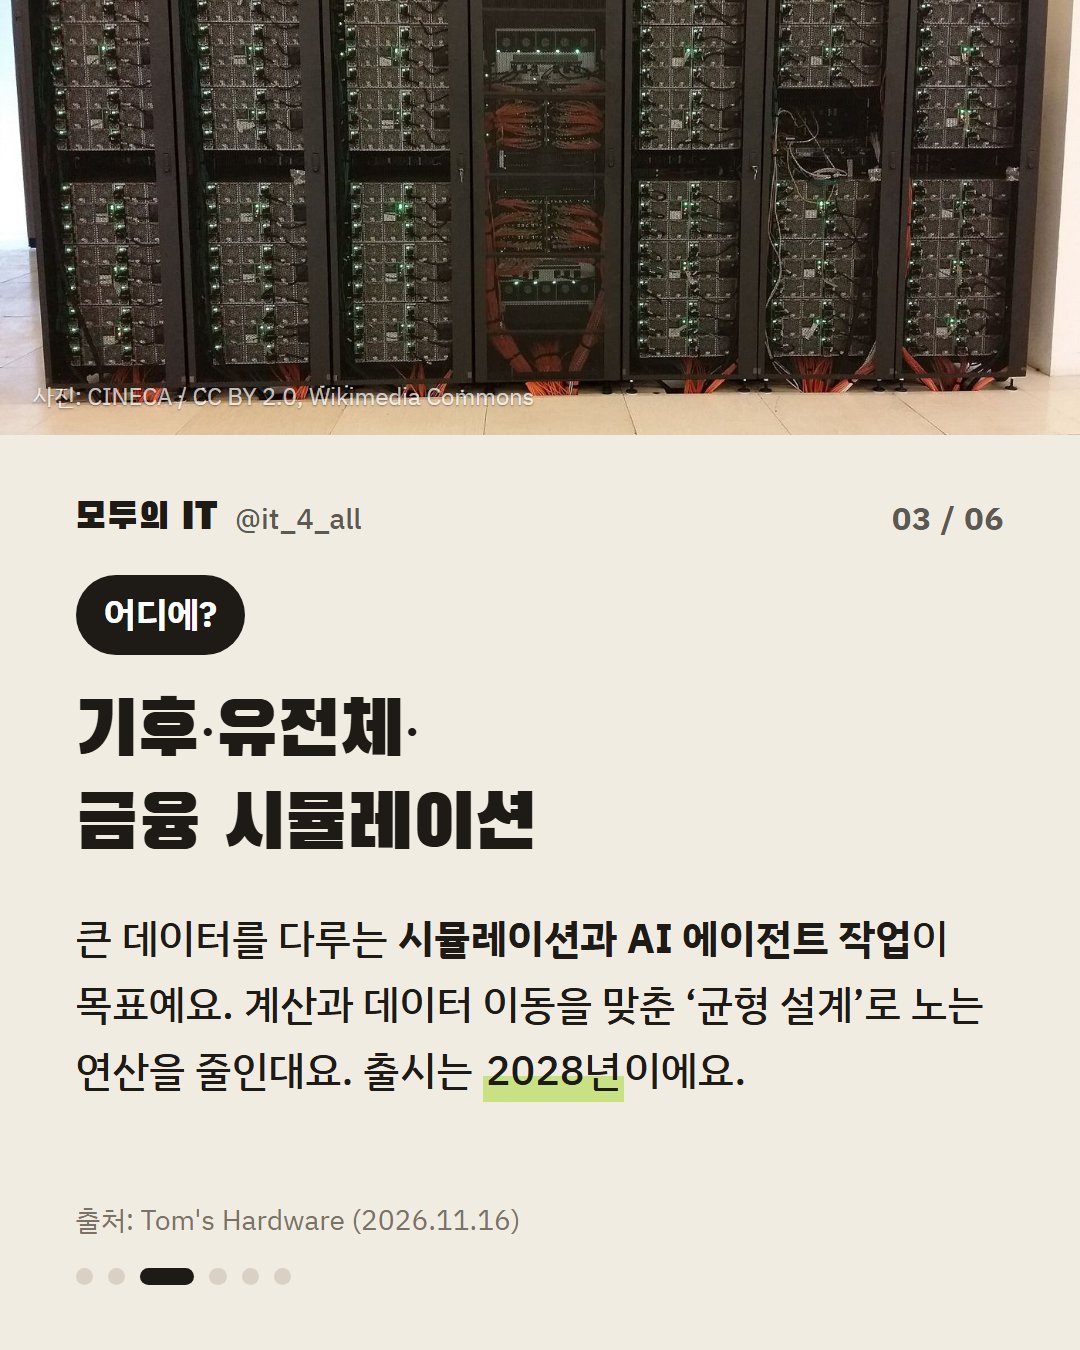 사진: CINECA / CC BY 2.0, Wikimedia Commons
모두의 IT @it_4_all
03 / 06
어디에?
기후·유전체·
금융 시뮬레이션
큰 데이터를 다루는 시뮬레이션과 AI 에이전트 작업이
목표예요. 계산과 데이터 이동을 맞춘 ‘균형 설계’로 노는
연산을 줄인대요. 출시는 2028년이에요.
출처: Tom's Hardware (2026.11.16)